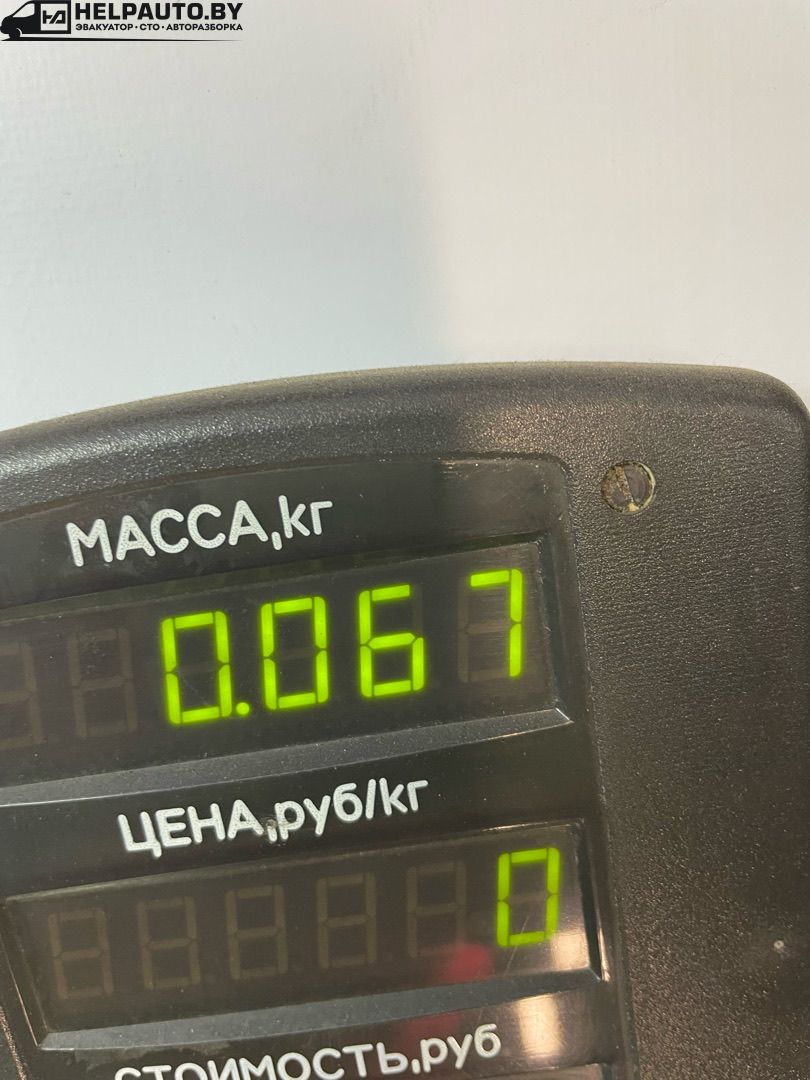 HELPAUTO.BY
ЭВАКУАТОР • СТО • АВТОРАЗБОРКА
МАССА,кг
0.067
ЦЕНА,руб/кг
0
СТОИМОСТЬ,руб